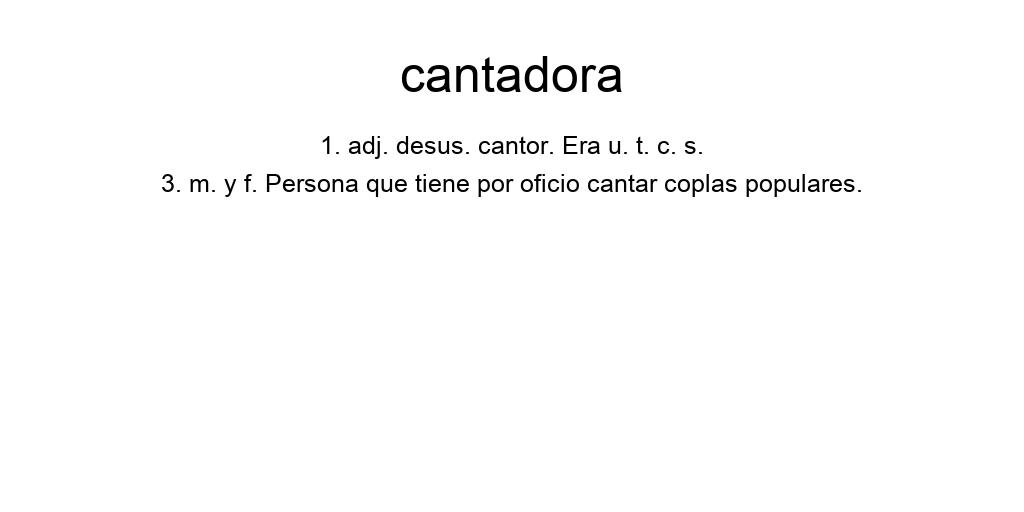 cantadora
1. adj. desus. cantor. Era u. t. c. s.
3. m. y f. Persona que tiene por oficio cantar coplas populares.